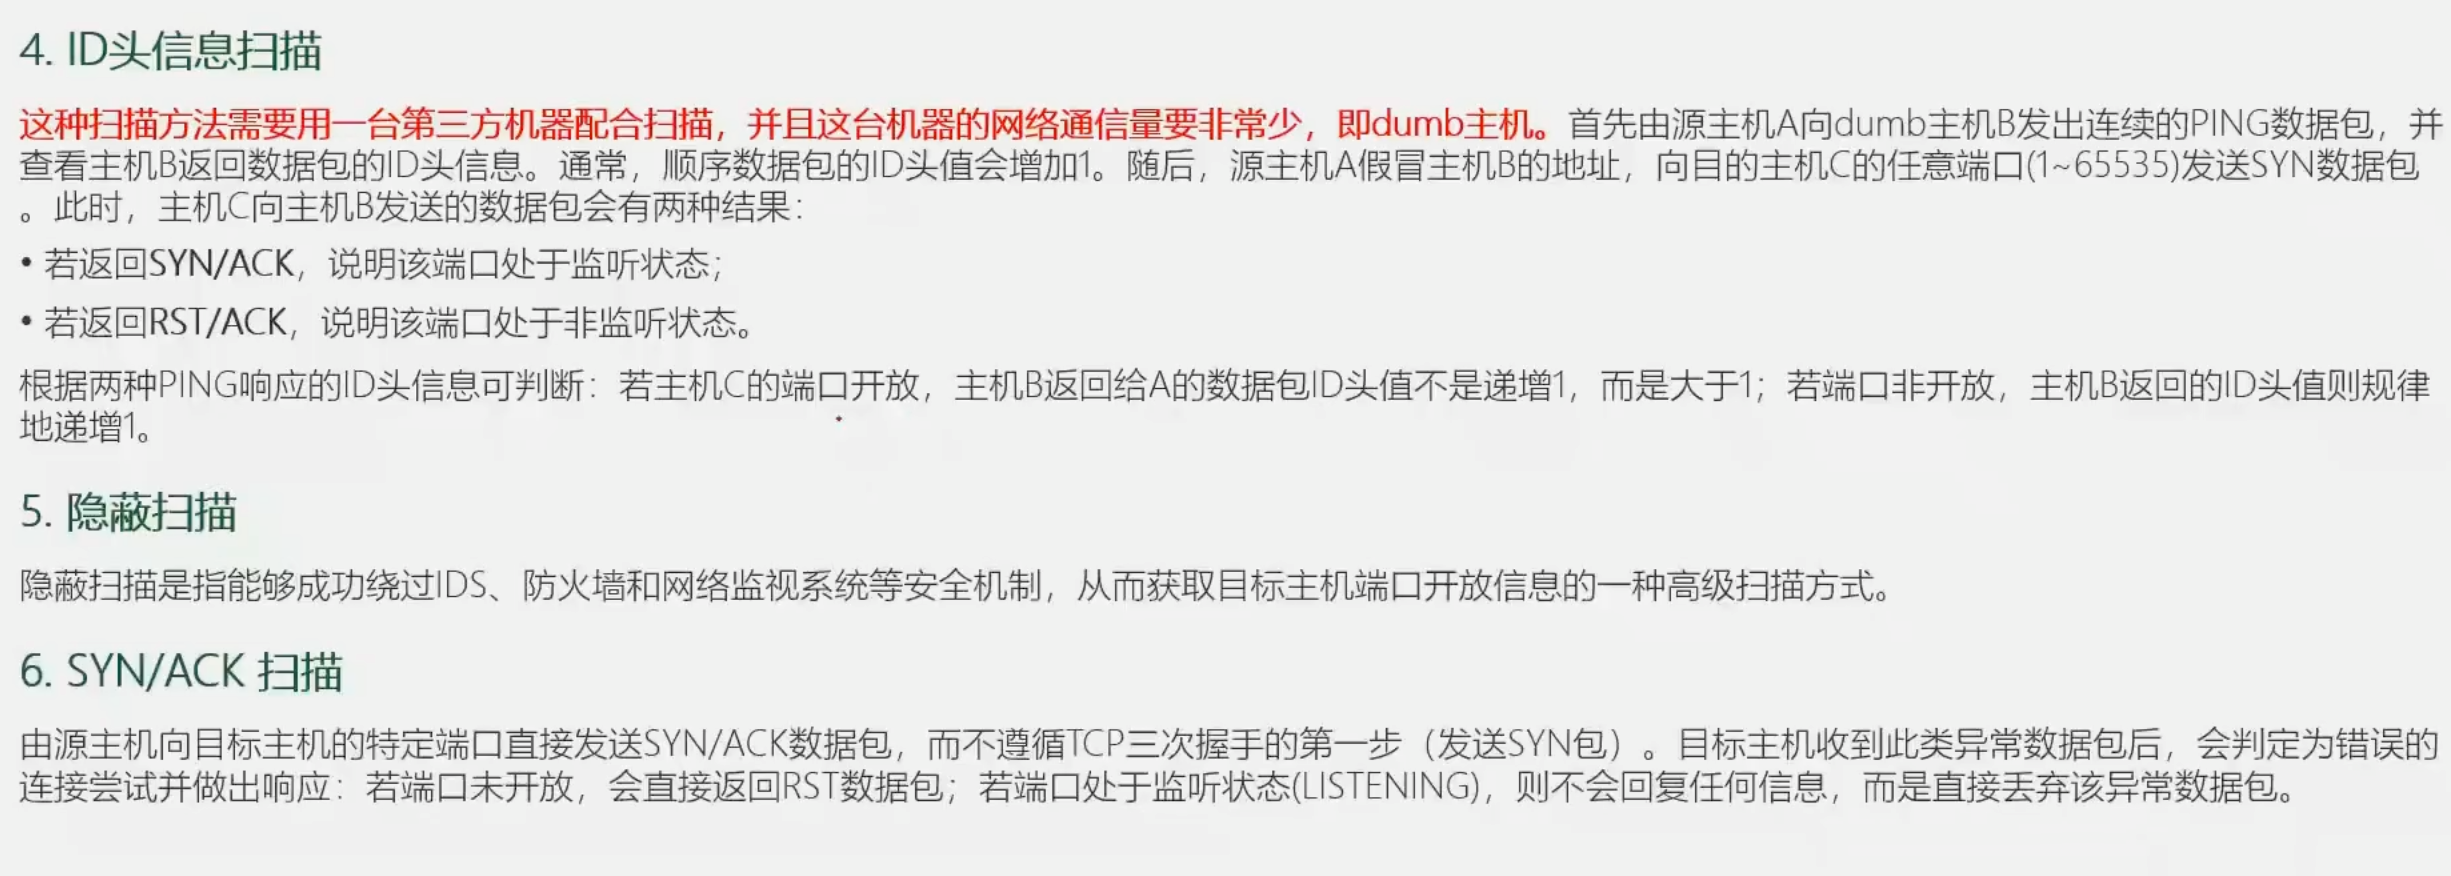 4. ID头信息扫描
这种扫描方法需要用一台第三方机器配合扫描，并且这台机器的网络通信量要非常少，即dumb主机。首先由源主机A向dumb主机B发出连续的PING数据包，并
查看主机B返回数据包的ID头信息。通常，顺序数据包的ID头值会增加1。随后，源主机A假冒主机B的地址，向目的主机C的任意端口(1~65535)发送SYN数据包
。此时，主机C向主机B发送的数据包会有两种结果：
• 若返回SYN/ACK，说明该端口处于监听状态；
• 若返回RST/ACK，说明该端口处于非监听状态。
根据两种PING响应的ID头信息可判断：若主机C的端口开放，主机B返回给A的数据包ID头值不是递增1，而是大于1；若端口非开放，主机B返回的ID头值则规律
地递增1。
5. 隐蔽扫描
隐蔽扫描是指能够成功绕过IDS、防火墙和网络监视系统等安全机制，从而获取目标主机端口开放信息的一种高级扫描方式。
6. SYN/ACK 扫描
由源主机向目标主机的特定端口直接发送SYN/ACK数据包，而不遵循TCP三次握手的第一步（发送SYN包）。目标主机收到此类异常数据包后，会判定为错误的
连接尝试并做出响应：若端口未开放，会直接返回RST数据包；若端口处于监听状态(LISTENING)，则不会回复任何信息，而是直接丢弃该异常数据包。